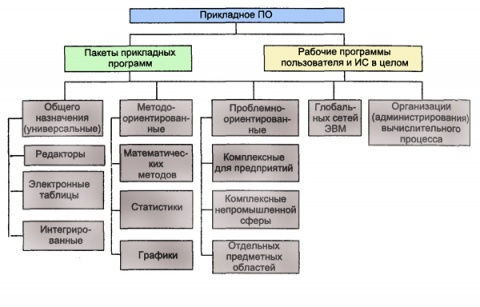 Прикладное ПО
Пакеты прикладных
программ
Рабочие программы
пользователя и ИС в целом
Общего
назначения
(универсальные)
Методо-
ориентирован-
ные
Проблемно-
ориентирован-
ные
Глобаль-
ных сетей
ЭВМ
Организации
(администрирования)
вычислительного
процесса
Редакторы
Математичес-
ких
методов
Комплексные
для предприятий
Электронные
таблицы
Статистики
Комплексные
непромышленной
сферы
Интегриро-
ванные
Графики
Отдельных
предметных
областей